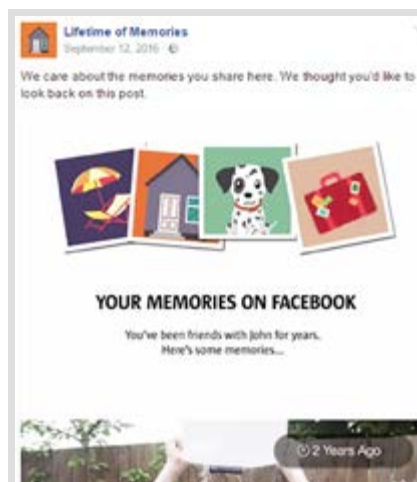 Lifetime of Memories
September 12, 2016
We care about the memories you share here. We thought you'd like to
look back on this post.
YOUR MEMORIES ON FACEBOOK
You've been friends with John for years.
Here's some memories...
2 Years Ago